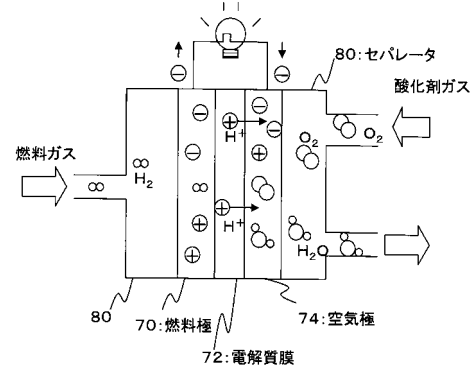 80:セパレータ
酸化剤ガス
燃料ガス
H⁺
O₂
O₂
H₂
H⁺
H₂O
80
70:燃料極
74:空気極
72:電解質膜